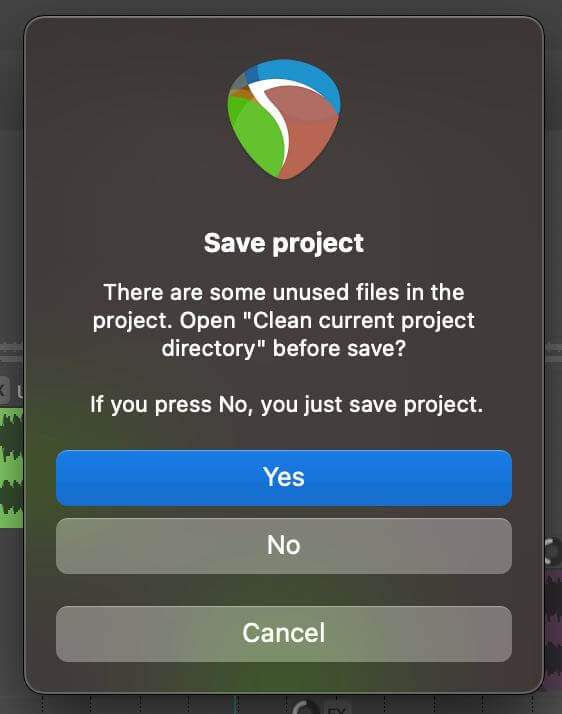 Save project
There are some unused files in the
project. Open "Clean current project
directory" before save?
If you press No, you just save project.
Yes
No
Cancel
FX